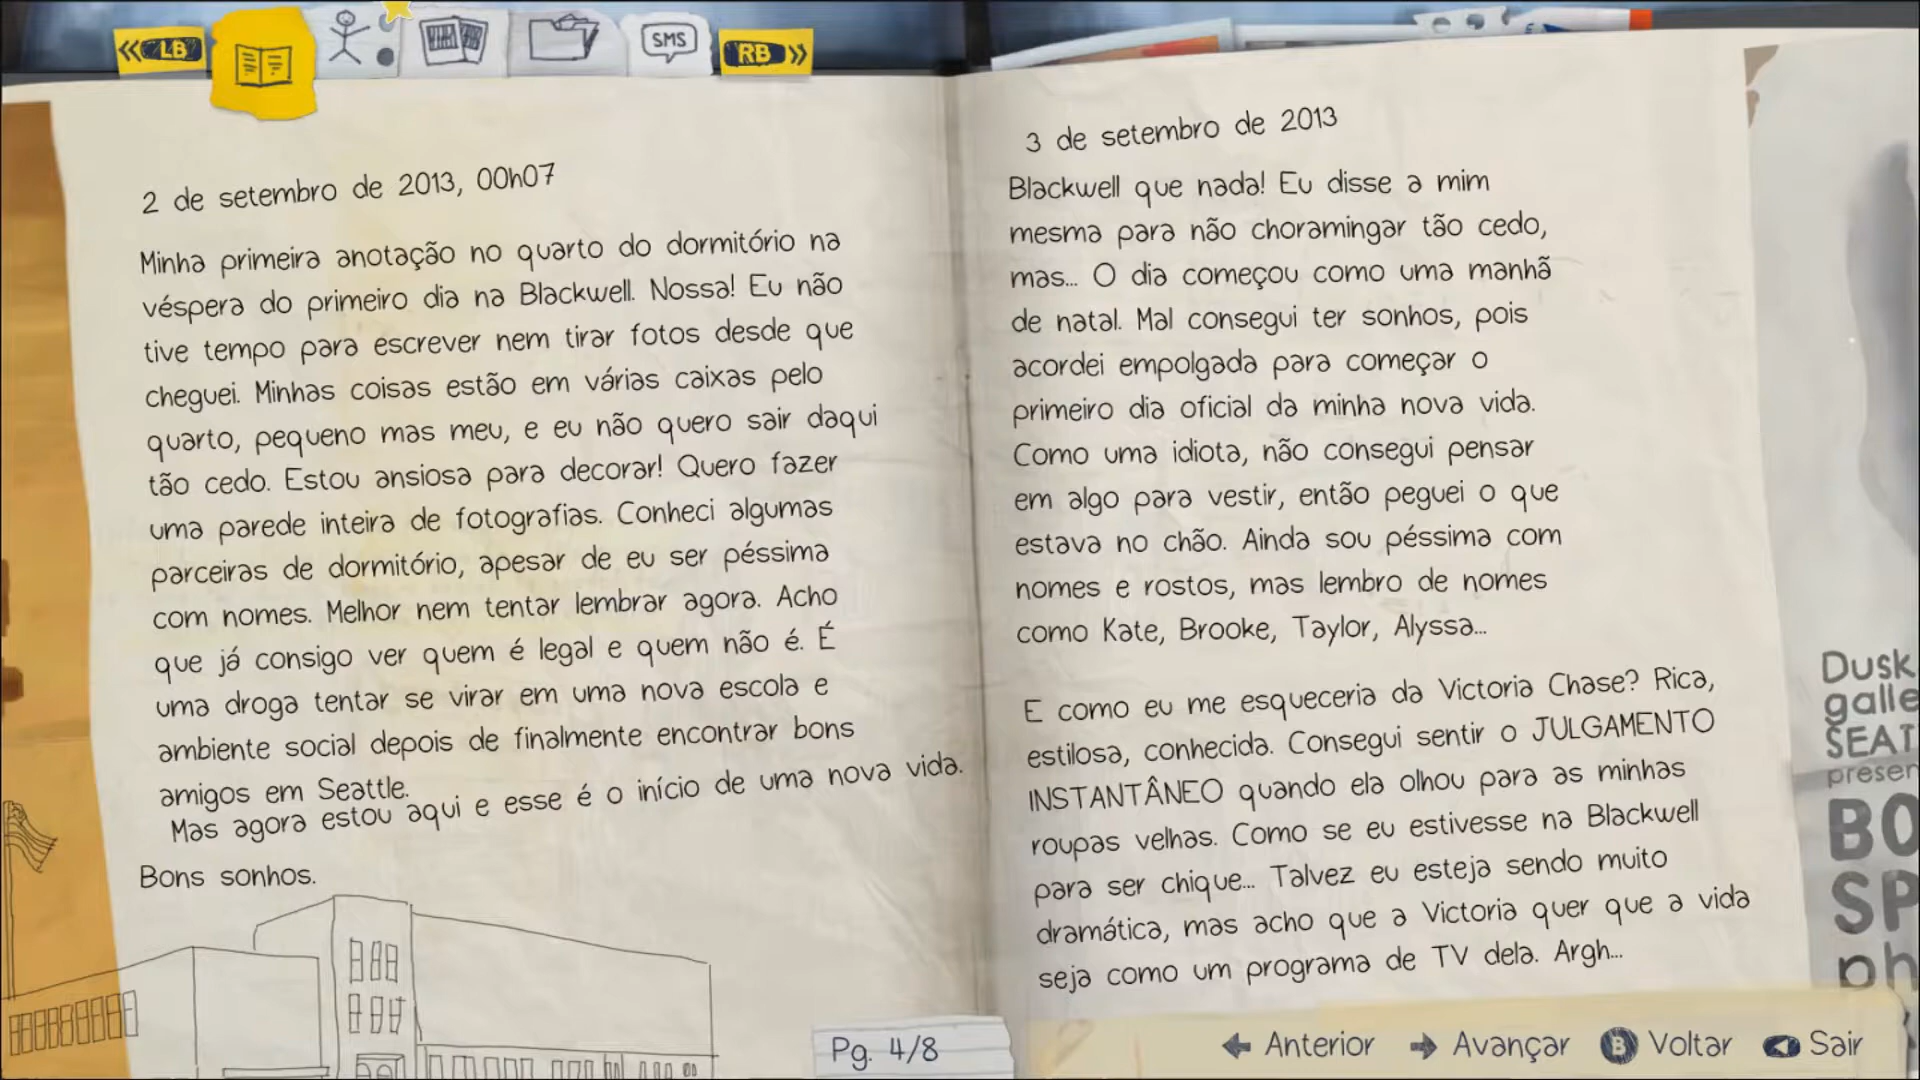 LB
SMS
RB
2 de setembro de 2013, 00h07
Minha primeira anotação no quarto do dormitório na
véspera do primeiro dia na Blackwell. Nossa! Eu não
tive tempo para escrever nem tirar fotos desde que
cheguei. Minhas coisas estão em várias caixas pelo
quarto, pequeno mas meu, e eu não quero sair daqui
tão cedo. Estou ansiosa para decorar! Quero fazer
uma parede inteira de fotografias. Conheci algumas
parceiras de dormitório, apesar de eu ser péssima
com nomes. Melhor nem tentar lembrar agora. Acho
que já consigo ver quem é legal e quem não é. É
uma droga tentar se virar em uma nova escola e
ambiente social depois de finalmente encontrar bons
amigos em Seattle.
Mas agora estou aqui e esse é o início de uma nova vida.
Bons sonhos.
3 de setembro de 2013
Blackwell que nada! Eu disse a mim
mesma para não choramingar tão cedo,
mas... O dia começou como uma manhã
de natal. Mal consegui ter sonhos, pois
acordei empolgada para começar o
primeiro dia oficial da minha nova vida.
Como uma idiota, não consegui pensar
em algo para vestir, então peguei o que
estava no chão. Ainda sou péssima com
nomes e rostos, mas lembro de nomes
como Kate, Brooke, Taylor, Alyssa...
E como eu me esqueceria da Victoria Chase? Rica,
estilosa, conhecida. Consegui sentir o JULGAMENTO
INSTANTÂNEO quando ela olhou para as minhas
roupas velhas. Como se eu estivesse na Blackwell
para ser chique... Talvez eu esteja sendo muito
dramática, mas acho que a Victoria quer que a vida
seja como um programa de TV dela. Argh...
Dusk
galle
SEAT
presen
BO
SP
ph
Pg. 4/8
Anterior
Avançar
B Voltar
Sair